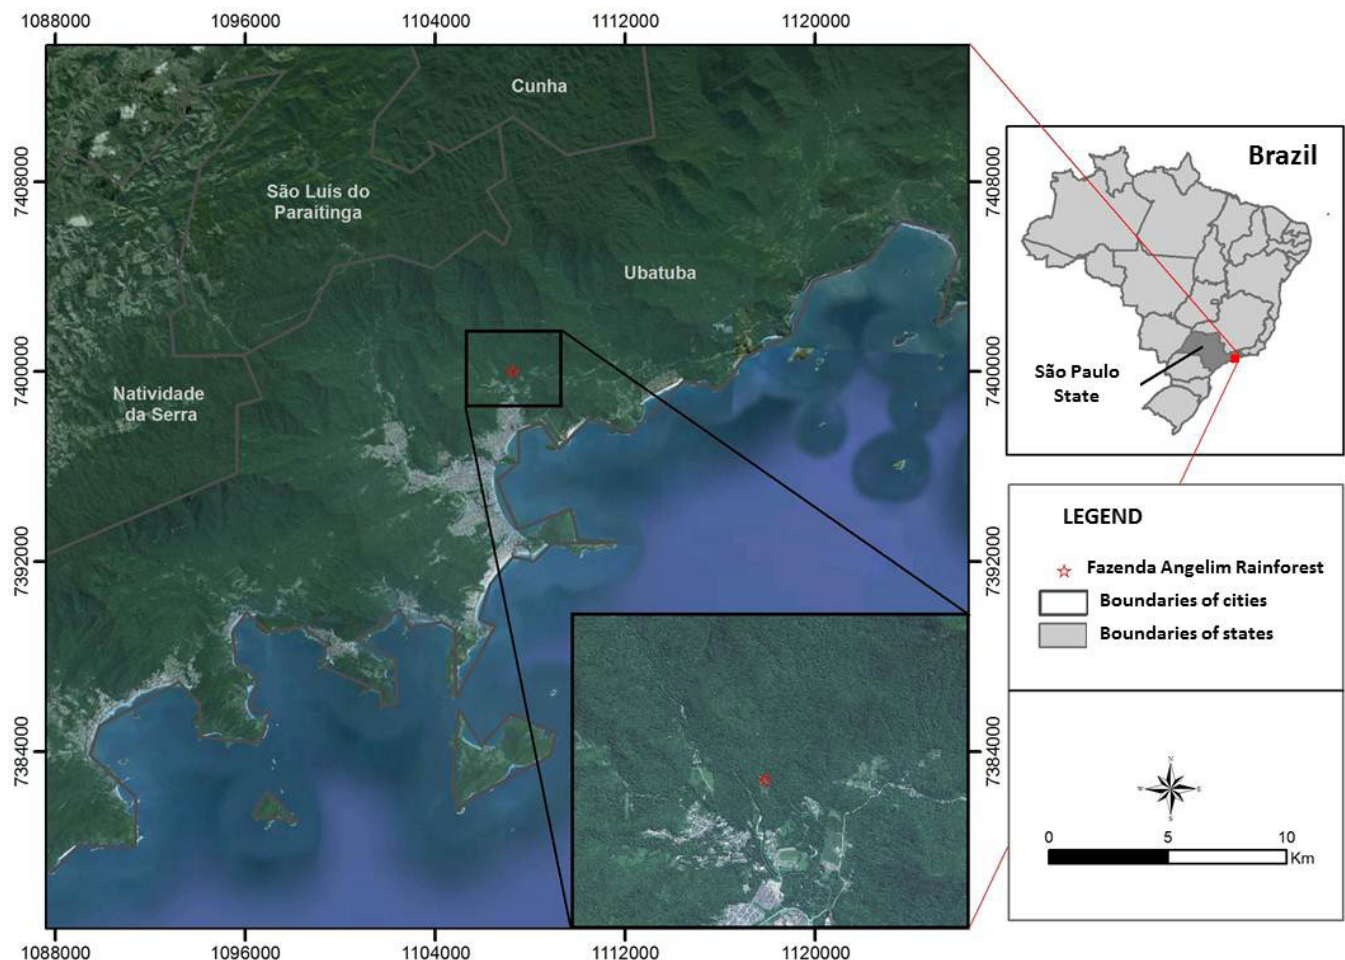 1088000
1096000
1104000
1112000
1120000
Cunha
São Luís do
Paraitinga
Ubatuba
Natividade
da Serra
7408000
7400000
7392000
7384000
7408000
7400000
7392000
7384000
1088000
1096000
1104000
1112000
1120000
Brazil
São Paulo
State
LEGEND
Fazenda Angelim Rainforest
Boundaries of cities
Boundaries of states
N
W
E
S
0
5
10
Km